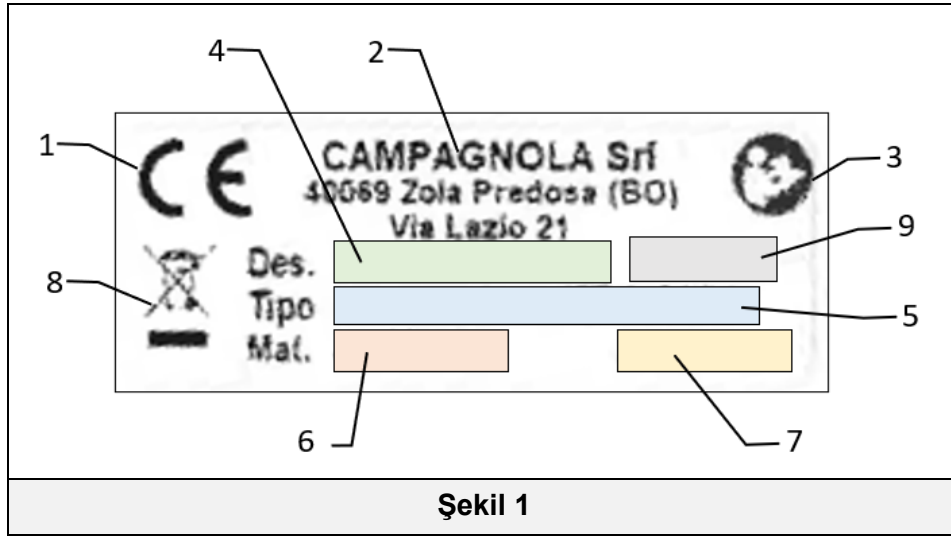 4 2
1 CE CAMPAGNOLA Srl 3
40069 Zola Predosa (BO)
Via Lazio 21 9
8 Des.
Tipo 5
Mat.
6 7
Şekil 1